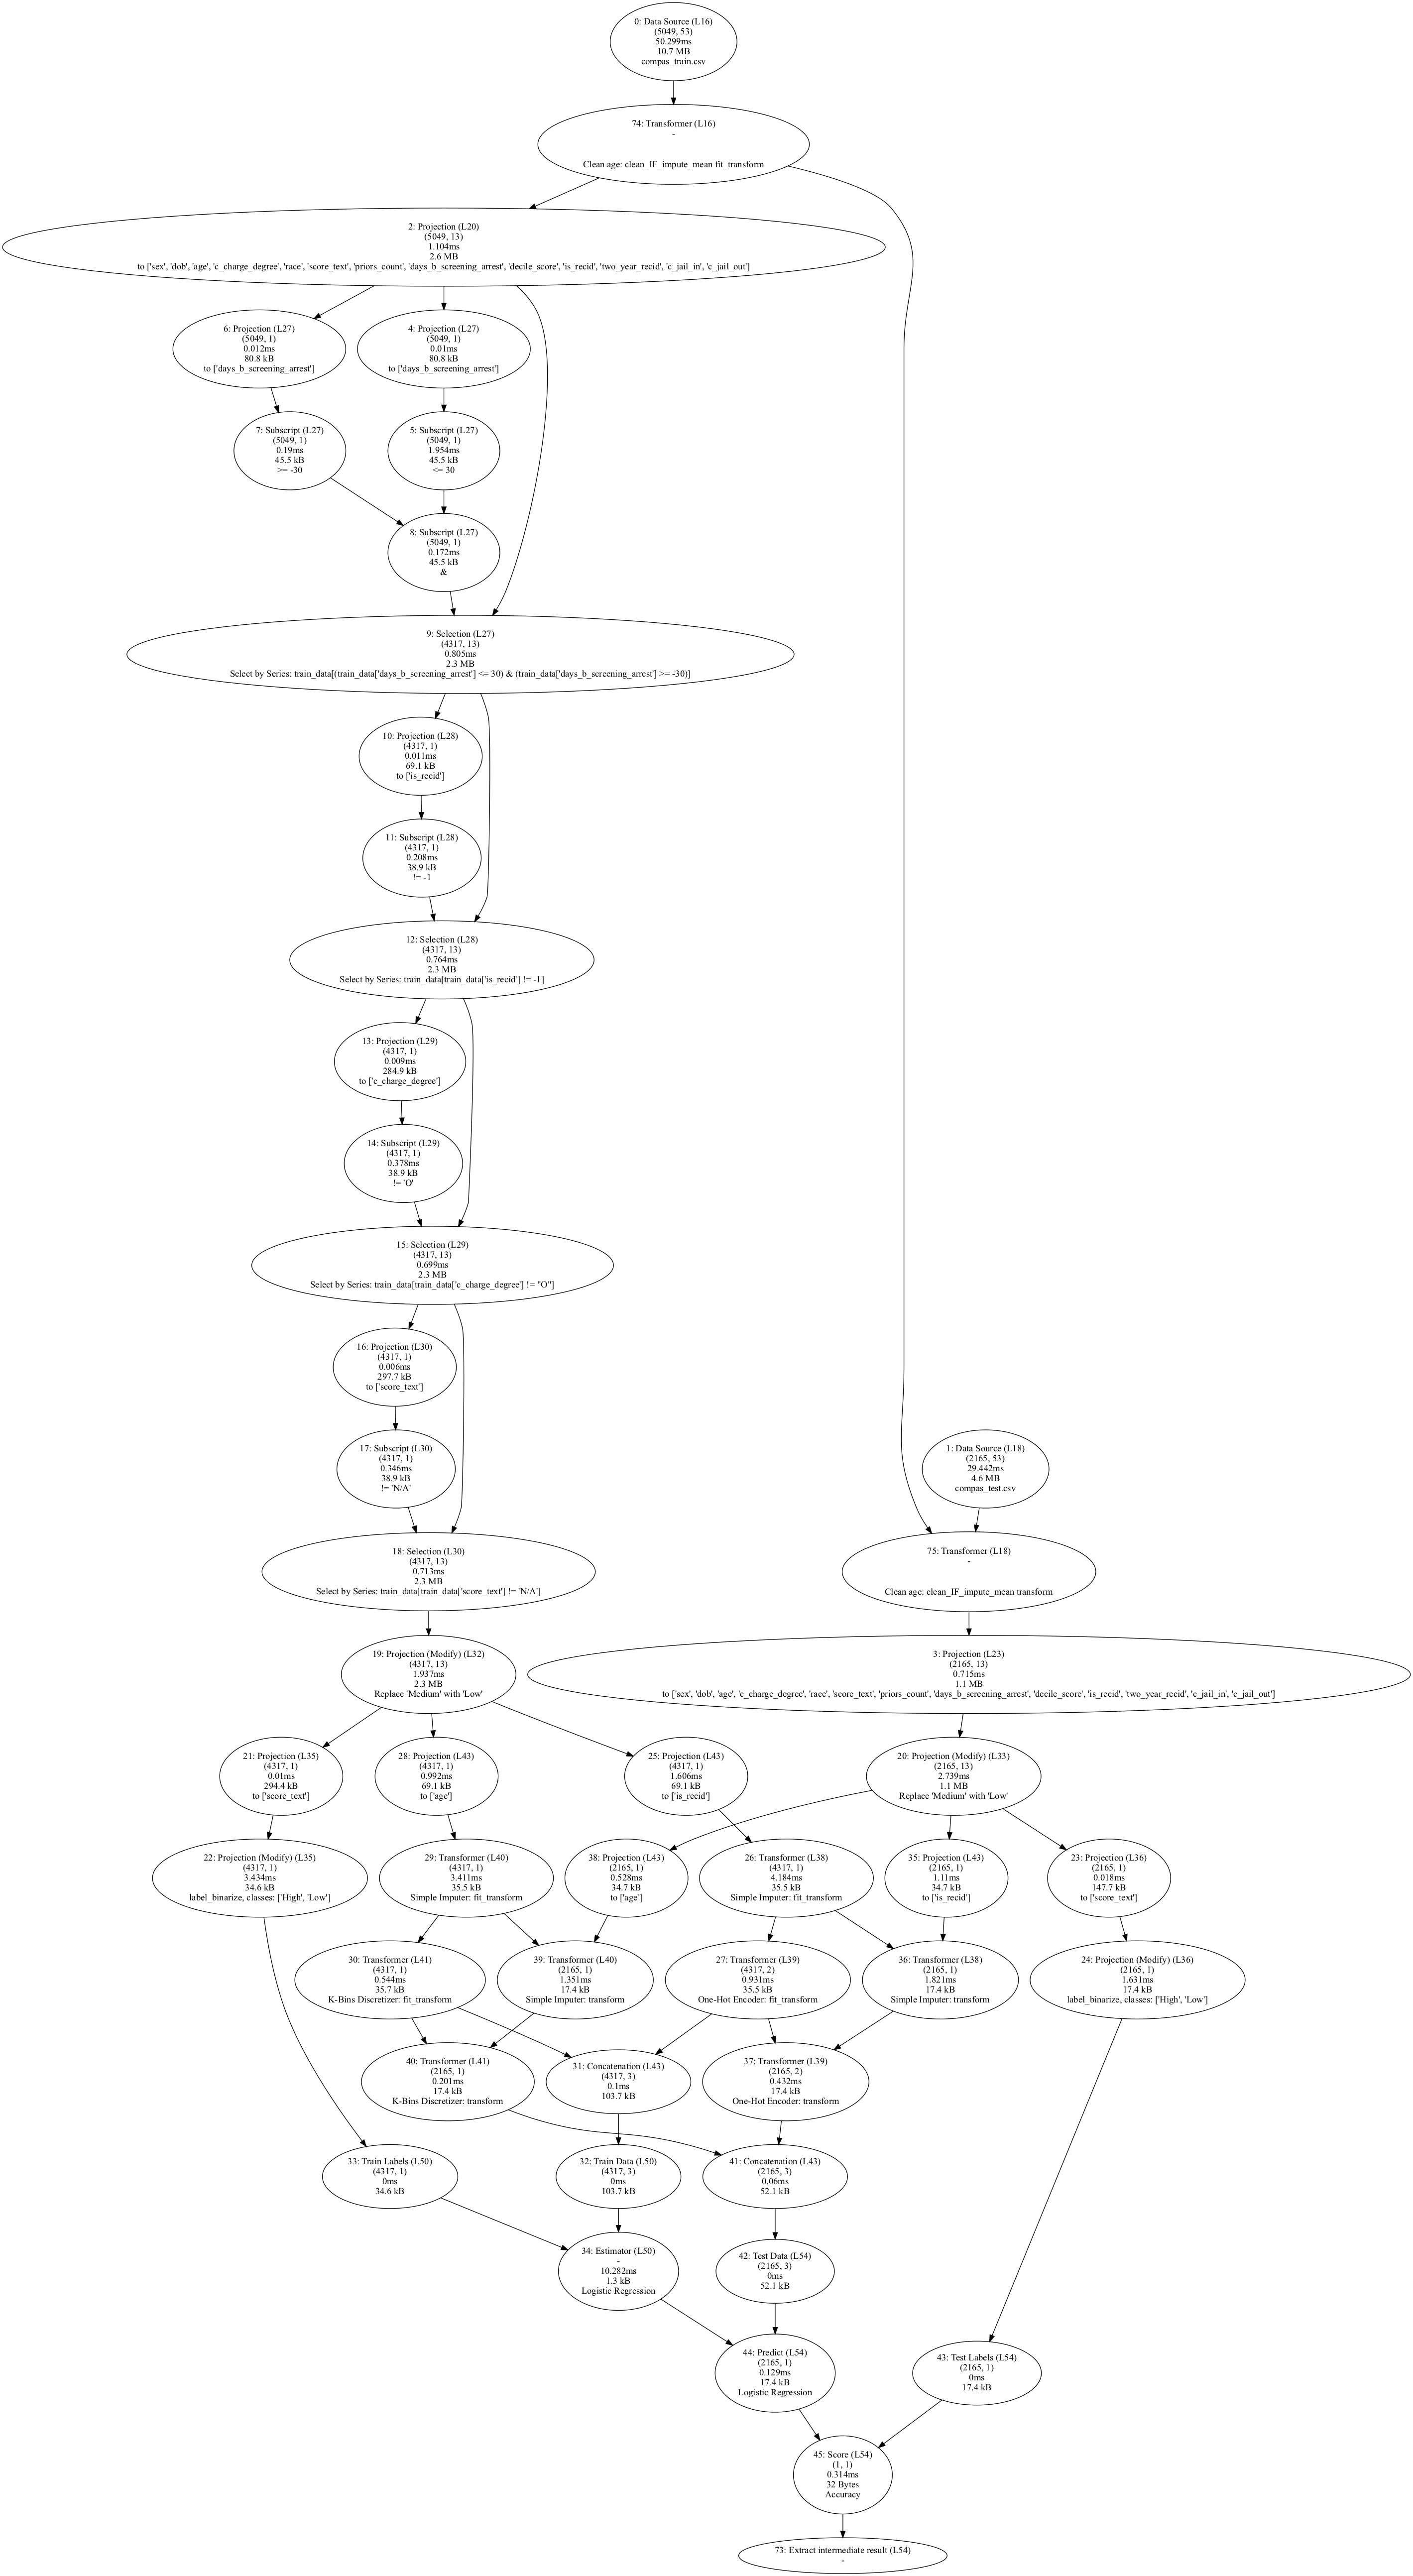 0: Data Source (L16)
(5049, 53)
50.299ms
10.7 MB
compas_train.csv
74: Transformer (L16)
-
Clean age: clean_IF_impute_mean fit_transform
2: Projection (L20)
(5049, 13)
1.104ms
2.6 MB
to ['sex', 'dob', 'age', 'c_charge_degree', 'race', 'score_text', 'priors_count', 'days_b_screening_arrest', 'decile_score', 'is_recid', 'two_year_recid', 'c_jail_in', 'c_jail_out']
6: Projection (L27)
(5049, 1)
0.012ms
80.8 kB
to ['days_b_screening_arrest']
4: Projection (L27)
(5049, 1)
0.01ms
80.8 kB
to ['days_b_screening_arrest']
7: Subscript (L27)
(5049, 1)
0.19ms
45.5 kB
>= -30
5: Subscript (L27)
(5049, 1)
1.954ms
45.5 kB
<= 30
8: Subscript (L27)
(5049, 1)
0.172ms
45.5 kB
&
9: Selection (L27)
(4317, 13)
0.805ms
2.3 MB
Select by Series: train_data[(train_data['days_b_screening_arrest'] <= 30) & (train_data['days_b_screening_arrest'] >= -30)]
10: Projection (L28)
(4317, 1)
0.011ms
69.1 kB
to ['is_recid']
11: Subscript (L28)
(4317, 1)
0.208ms
38.9 kB
!= -1
12: Selection (L28)
(4317, 13)
0.764ms
2.3 MB
Select by Series: train_data[train_data['is_recid'] != -1]
13: Projection (L29)
(4317, 1)
0.009ms
284.9 kB
to ['c_charge_degree']
14: Subscript (L29)
(4317, 1)
0.378ms
38.9 kB
!= 'O'
15: Selection (L29)
(4317, 13)
0.699ms
2.3 MB
Select by Series: train_data[train_data['c_charge_degree'] != "O"]
16: Projection (L30)
(4317, 1)
0.006ms
297.7 kB
to ['score_text']
17: Subscript (L30)
(4317, 1)
0.346ms
38.9 kB
!= 'N/A'
1: Data Source (L18)
(2165, 53)
29.442ms
4.6 MB
compas_test.csv
18: Selection (L30)
(4317, 13)
0.713ms
2.3 MB
Select by Series: train_data[train_data['score_text'] != 'N/A']
75: Transformer (L18)
-
Clean age: clean_IF_impute_mean transform
19: Projection (Modify) (L32)
(4317, 13)
1.937ms
2.3 MB
Replace 'Medium' with 'Low'
3: Projection (L23)
(2165, 13)
0.715ms
1.1 MB
to ['sex', 'dob', 'age', 'c_charge_degree', 'race', 'score_text', 'priors_count', 'days_b_screening_arrest', 'decile_score', 'is_recid', 'two_year_recid', 'c_jail_in', 'c_jail_out']
21: Projection (L35)
(4317, 1)
0.01ms
294.4 kB
to ['score_text']
28: Projection (L43)
(4317, 1)
0.992ms
69.1 kB
to ['age']
25: Projection (L43)
(4317, 1)
1.606ms
69.1 kB
to ['is_recid']
20: Projection (Modify) (L33)
(2165, 13)
2.739ms
1.1 MB
Replace 'Medium' with 'Low'
22: Projection (Modify) (L35)
(4317, 1)
3.434ms
34.6 kB
label_binarize, classes: ['High', 'Low']
29: Transformer (L40)
(4317, 1)
3.411ms
35.5 kB
Simple Imputer: fit_transform
38: Projection (L43)
(2165, 1)
0.528ms
34.7 kB
to ['age']
26: Transformer (L38)
(4317, 1)
4.184ms
35.5 kB
Simple Imputer: fit_transform
35: Projection (L43)
(2165, 1)
1.11ms
34.7 kB
to ['is_recid']
23: Projection (L36)
(2165, 1)
0.018ms
147.7 kB
to ['score_text']
30: Transformer (L41)
(4317, 1)
0.544ms
35.7 kB
K-Bins Discretizer: fit_transform
39: Transformer (L40)
(2165, 1)
1.351ms
17.4 kB
Simple Imputer: transform
27: Transformer (L39)
(4317, 2)
0.931ms
35.5 kB
One-Hot Encoder: fit_transform
36: Transformer (L38)
(2165, 1)
1.821ms
17.4 kB
Simple Imputer: transform
24: Projection (Modify) (L36)
(2165, 1)
1.631ms
17.4 kB
label_binarize, classes: ['High', 'Low']
40: Transformer (L41)
(2165, 1)
0.201ms
17.4 kB
K-Bins Discretizer: transform
31: Concatenation (L43)
(4317, 3)
0.1ms
103.7 kB
37: Transformer (L39)
(2165, 2)
0.432ms
17.4 kB
One-Hot Encoder: transform
33: Train Labels (L50)
(4317, 1)
0ms
34.6 kB
32: Train Data (L50)
(4317, 3)
0ms
103.7 kB
41: Concatenation (L43)
(2165, 3)
0.06ms
52.1 kB
34: Estimator (L50)
-
10.282ms
1.3 kB
Logistic Regression
42: Test Data (L54)
(2165, 3)
0ms
52.1 kB
44: Predict (L54)
(2165, 1)
0.129ms
17.4 kB
Logistic Regression
43: Test Labels (L54)
(2165, 1)
0ms
17.4 kB
45: Score (L54)
(1, 1)
0.314ms
32 Bytes
Accuracy
73: Extract intermediate result (L54)
-